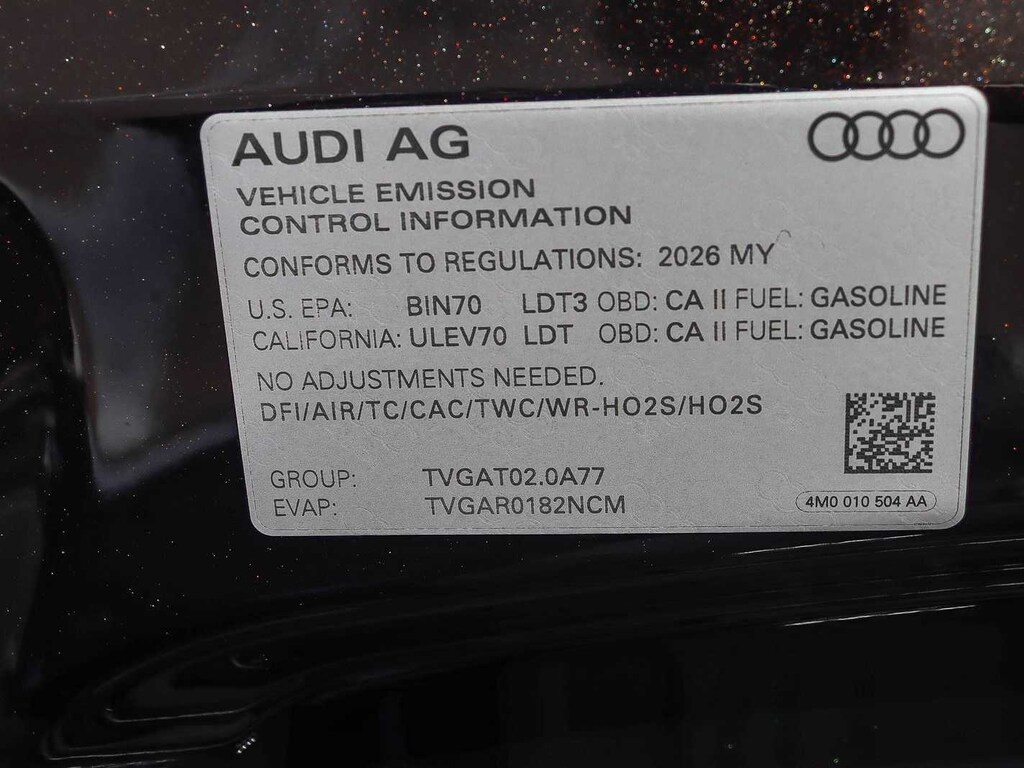 AUDI AG
VEHICLE EMISSION
CONTROL INFORMATION
CONFORMS TO REGULATIONS: 2026 MY
U.S. EPA: BIN70 LDT3 OBD: CA II FUEL: GASOLINE
CALIFORNIA: ULEV70 LDT OBD: CA II FUEL: GASOLINE
NO ADJUSTMENTS NEEDED.
DFI/AIR/TC/CAC/TWC/WR-HO2S/HO2S
GROUP: TVGAT02.0A77
EVAP: TVGAR0182NCM
4M0 010 504 AA